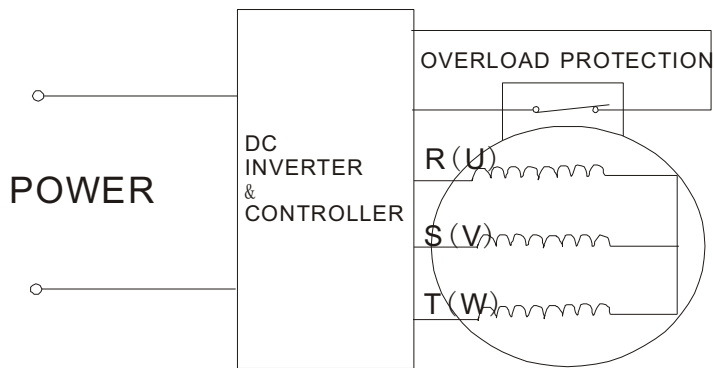 OVERLOAD PROTECTION
DC
INVERTER
&
CONTROLLER
POWER
R(U)
S(V)
T(W)